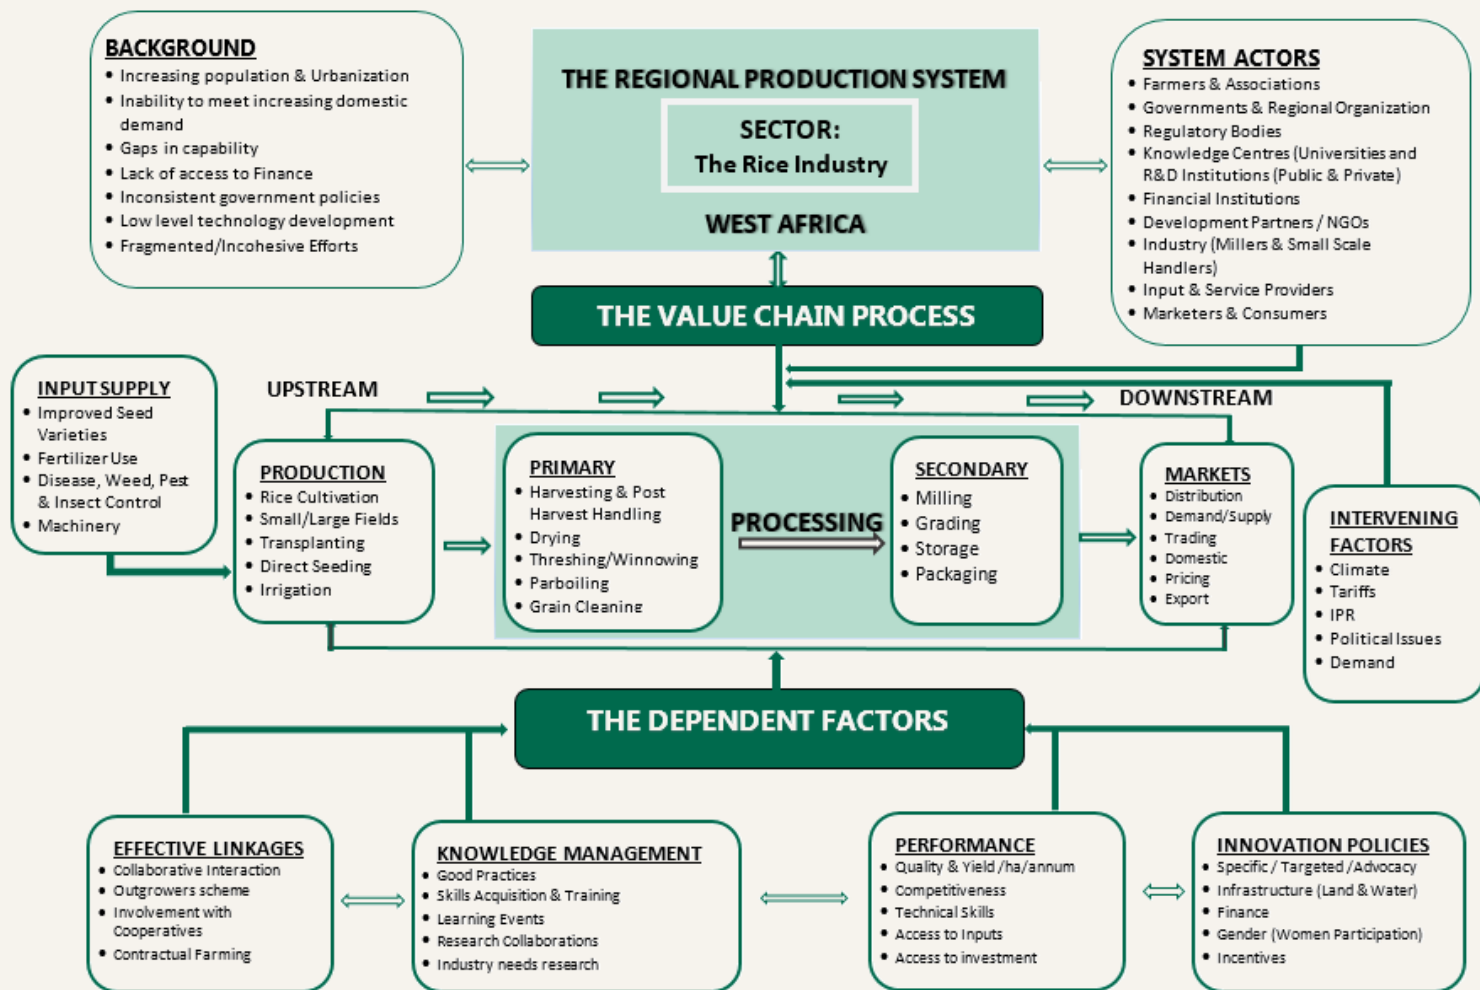 BACKGROUND
• Increasing population & Urbanization
• Inability to meet increasing domestic
demand
• Gaps in capability
• Lack of access to Finance
• Inconsistent government policies
• Low level technology development
• Fragmented/Incohesive Efforts
THE REGIONAL PRODUCTION SYSTEM
SECTOR:
The Rice Industry
WEST AFRICA
SYSTEM ACTORS
• Farmers & Associations
• Governments & Regional Organization
• Regulatory Bodies
• Knowledge Centres (Universities and
R&D Institutions (Public & Private)
• Financial Institutions
• Development Partners / NGOs
• Industry (Millers & Small Scale
Handlers)
• Input & Service Providers
• Marketers & Consumers
THE VALUE CHAIN PROCESS
INPUT SUPPLY
• Improved Seed
Varieties
• Fertilizer Use
• Disease, Weed, Pest
& Insect Control
• Machinery
UPSTREAM
DOWNSTREAM
PRODUCTION
• Rice Cultivation
• Small/Large Fields
• Transplanting
• Direct Seeding
• Irrigation
PRIMARY
• Harvesting & Post
Harvest Handling
• Drying
• Threshing/Winnowing
• Parboiling
• Grain Cleaning
PROCESSING
SECONDARY
• Milling
• Grading
• Storage
• Packaging
MARKETS
• Distribution
• Demand/Supply
• Trading
• Domestic
• Pricing
• Export
INTERVENING
FACTORS
• Climate
• Tariffs
• IPR
• Political Issues
• Demand
THE DEPENDENT FACTORS
EFFECTIVE LINKAGES
• Collaborative Interaction
• Outgrowers scheme
• Involvement with
Cooperatives
• Contractual Farming
KNOWLEDGE MANAGEMENT
• Good Practices
• Skills Acquisition & Training
• Learning Events
• Research Collaborations
• Industry needs research
PERFORMANCE
• Quality & Yield /ha/annum
• Competitiveness
• Technical Skills
• Access to Inputs
• Access to investment
INNOVATION POLICIES
• Specific / Targeted /Advocacy
• Infrastructure (Land & Water)
• Finance
• Gender (Women Participation)
• Incentives